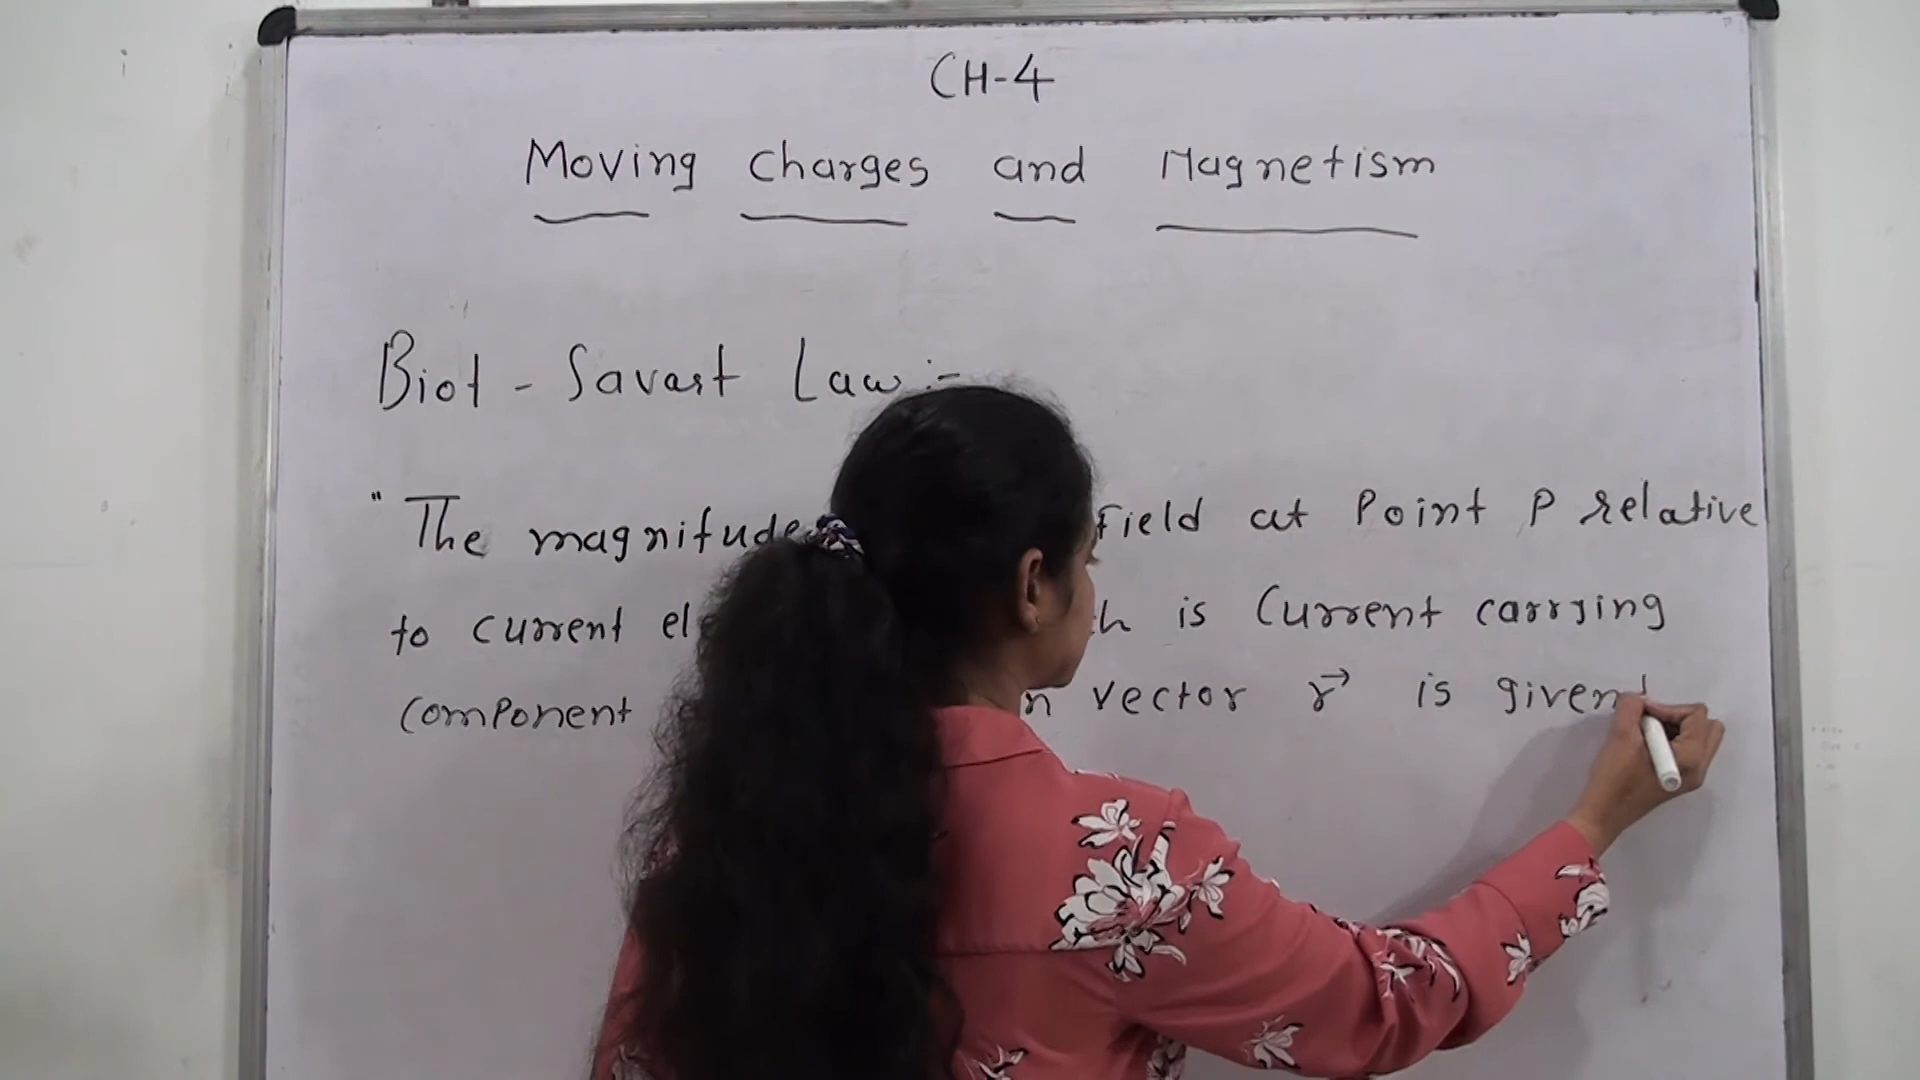 CH-4
Moving Charges and Magnetism
Biot - Savart Law :-
" The magnitude field at Point P relative
to current is Current carrying
component vector r⃗ is given